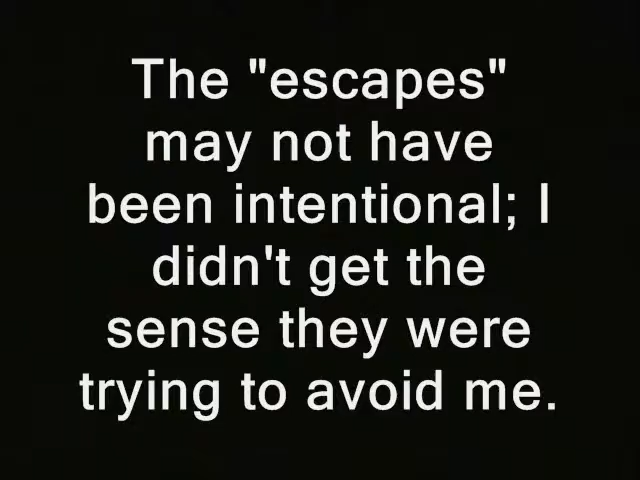 The "escapes"
may not have
been intentional; I
didn't get the
sense they were
trying to avoid me.